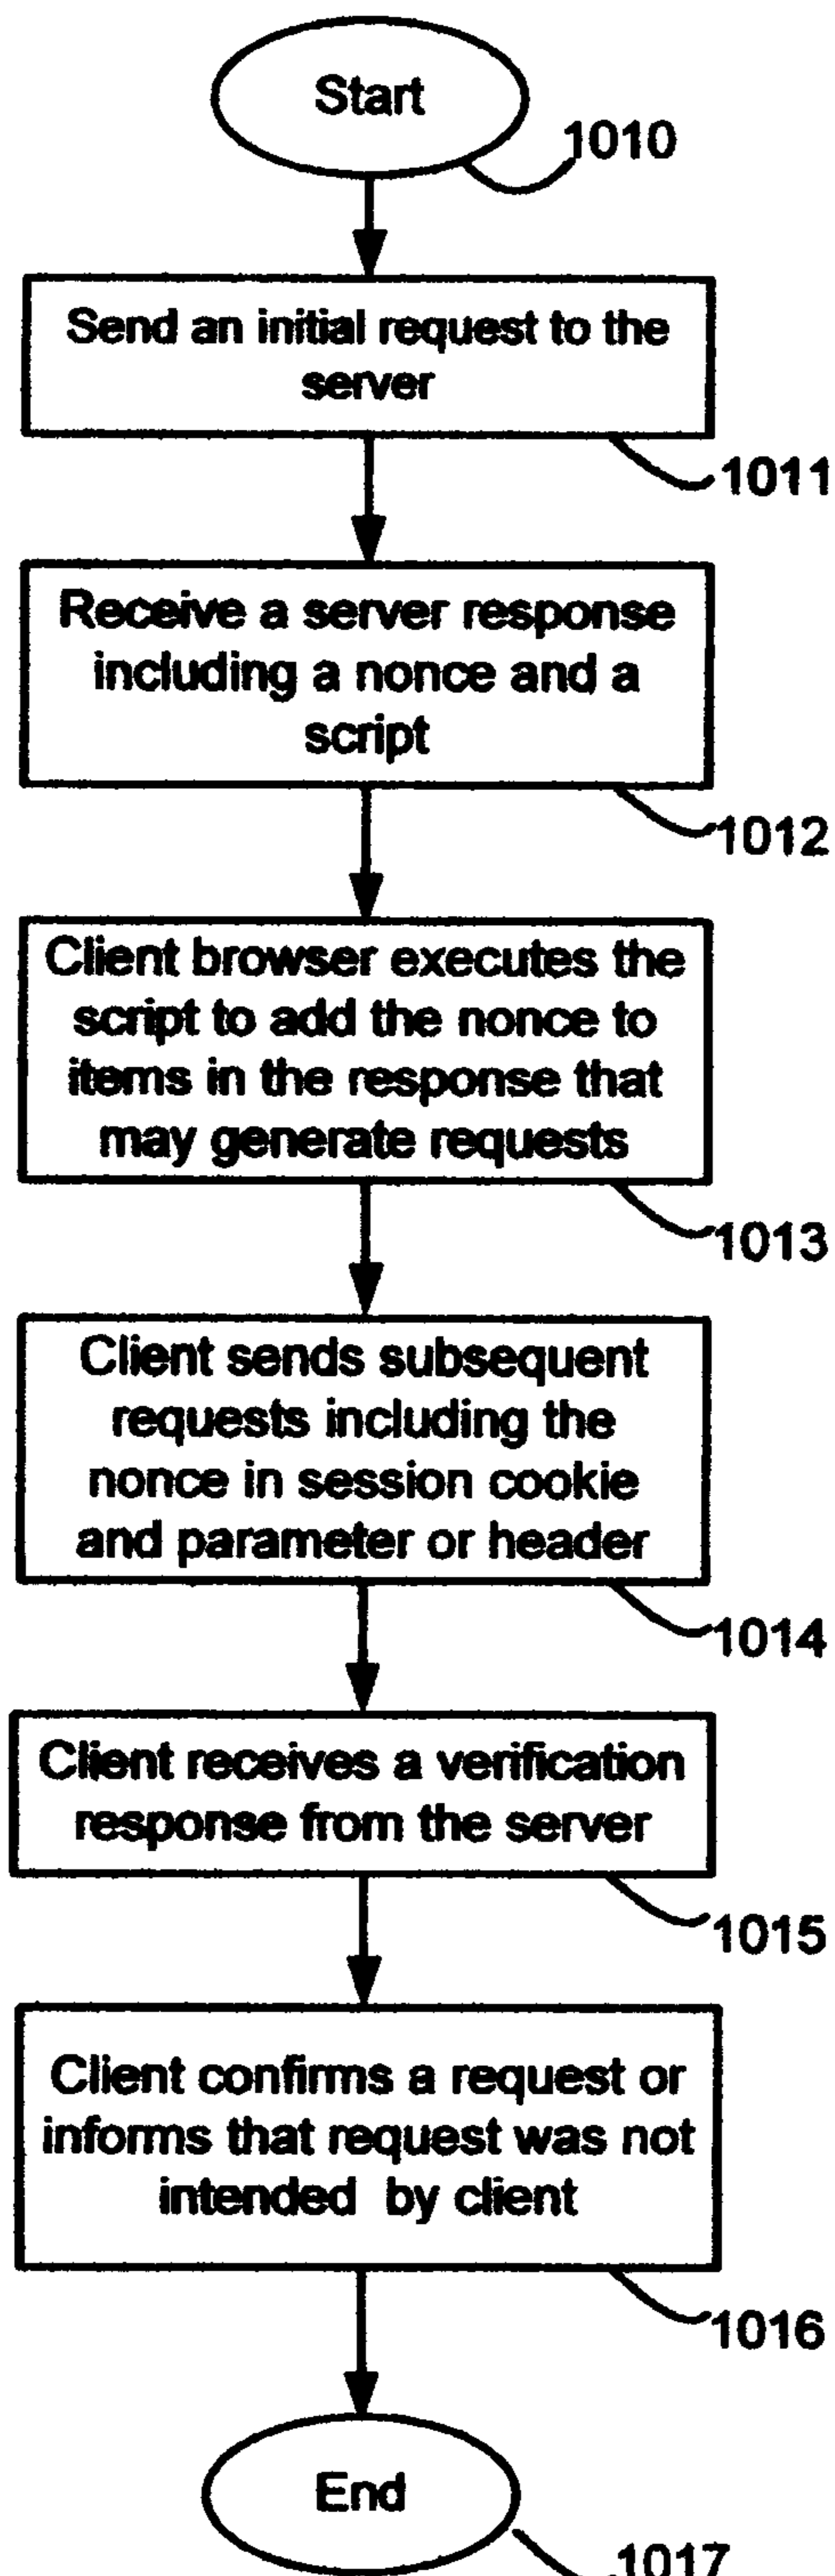 Start
1010
Send an initial request to the
server
1011
Receive a server response
including a nonce and a
script
1012
Client browser executes the
script to add the nonce to
items in the response that
may generate requests
1013
Client sends subsequent
requests including the
nonce in session cookie
and parameter or header
1014
Client receives a verification
response from the server
1015
Client confirms a request or
informs that request was not
intended by client
1016
End
1017